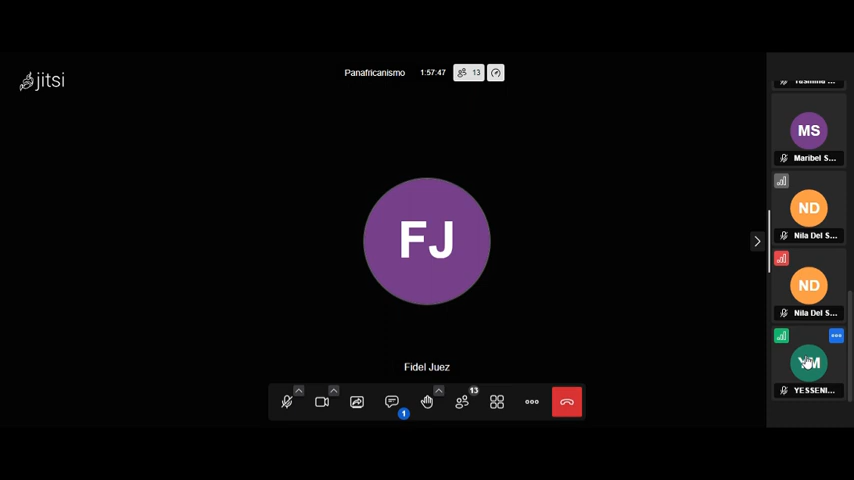 jitsi
Panafricanismo 1:57:47 13
MS
Maribel S...
ND
Nila Del S...
FJ
ND
Nila Del S...
Fidel Juez
YM
YESSENI...
13
1